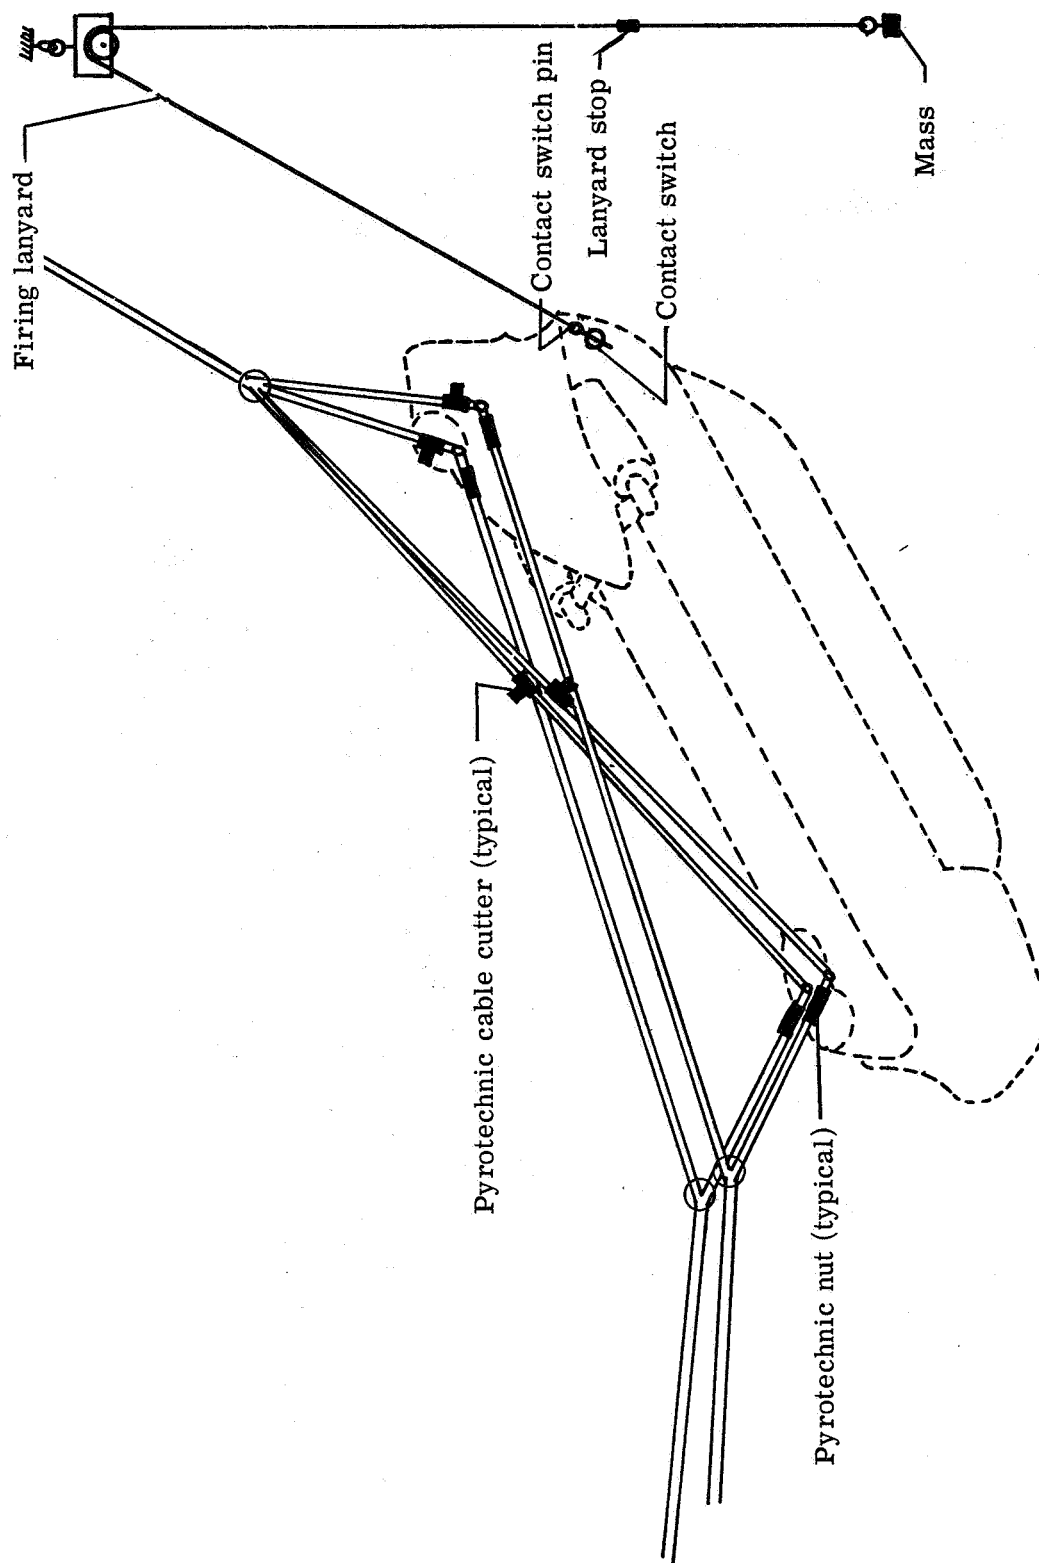 Firing lanyard
Contact switch pin
Lanyard stop
Contact switch
Mass
Pyrotechnic cable cutter (typical)
Pyrotechnic nut (typical)